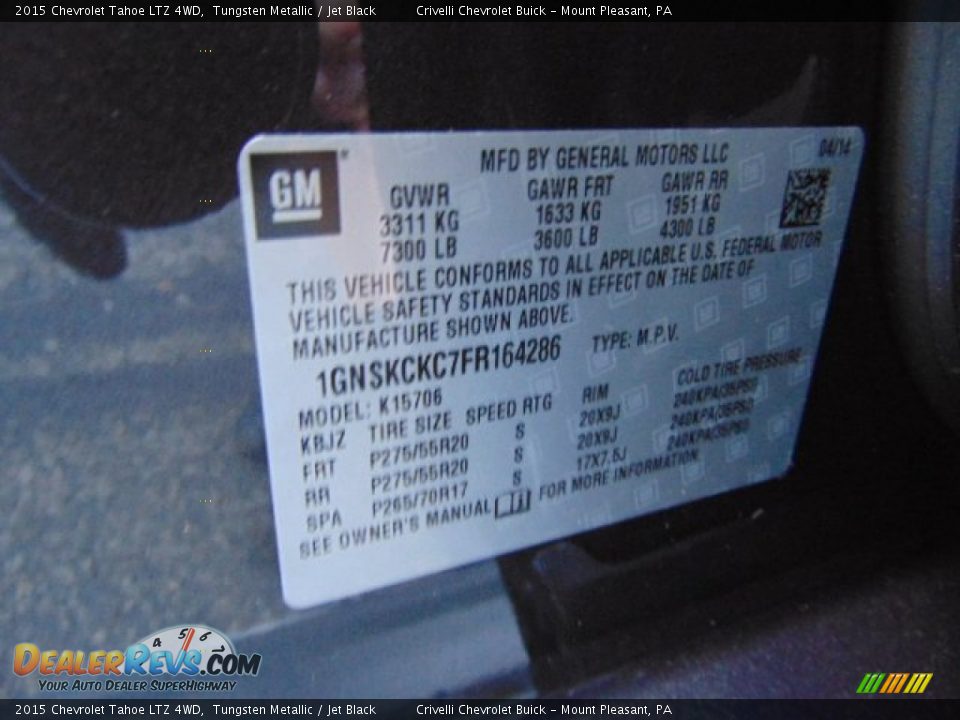 2015 Chevrolet Tahoe LTZ 4WD, Tungsten Metallic / Jet Black Crivelli Chevrolet Buick - Mount Pleasant, PA
GM
MFD BY GENERAL MOTORS LLC 04/14
GVWR GAWR FRT GAWR RR
3311 KG 1633 KG 1951 KG
7300 LB 3600 LB 4300 LB
THIS VEHICLE CONFORMS TO ALL APPLICABLE U.S. FEDERAL MOTOR
VEHICLE SAFETY STANDARDS IN EFFECT ON THE DATE OF
MANUFACTURE SHOWN ABOVE.
1GNSKCKC7FR164286 TYPE: M.P.V.
MODEL: K15706
KBJZ TIRE SIZE SPEED RTG RIM COLD TIRE PRESSURE
FRT P275/55R20 S 20X9J 240KPA(35PSI)
RR P275/55R20 S 20X9J 240KPA(35PSI)
SPA P265/70R17 S 17X7.5J 240KPA(35PSI)
SEE OWNER'S MANUAL FOR MORE INFORMATION
4 5 6
DealerRevs.com
Your Auto Dealer SuperHighway
2015 Chevrolet Tahoe LTZ 4WD, Tungsten Metallic / Jet Black Crivelli Chevrolet Buick - Mount Pleasant, PA